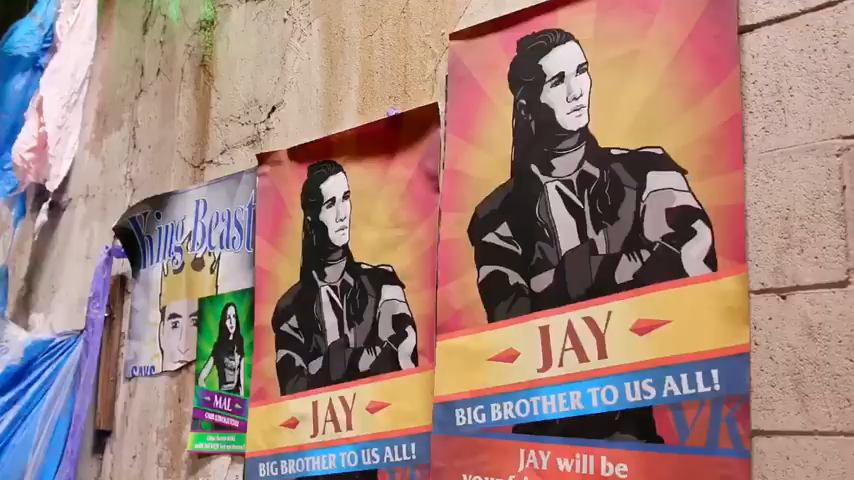 King Beast
SAYS
MAL
JAY
BIG BROTHER TO US ALL!
JAY
BIG BROTHER TO US ALL!
VK
JAY will be